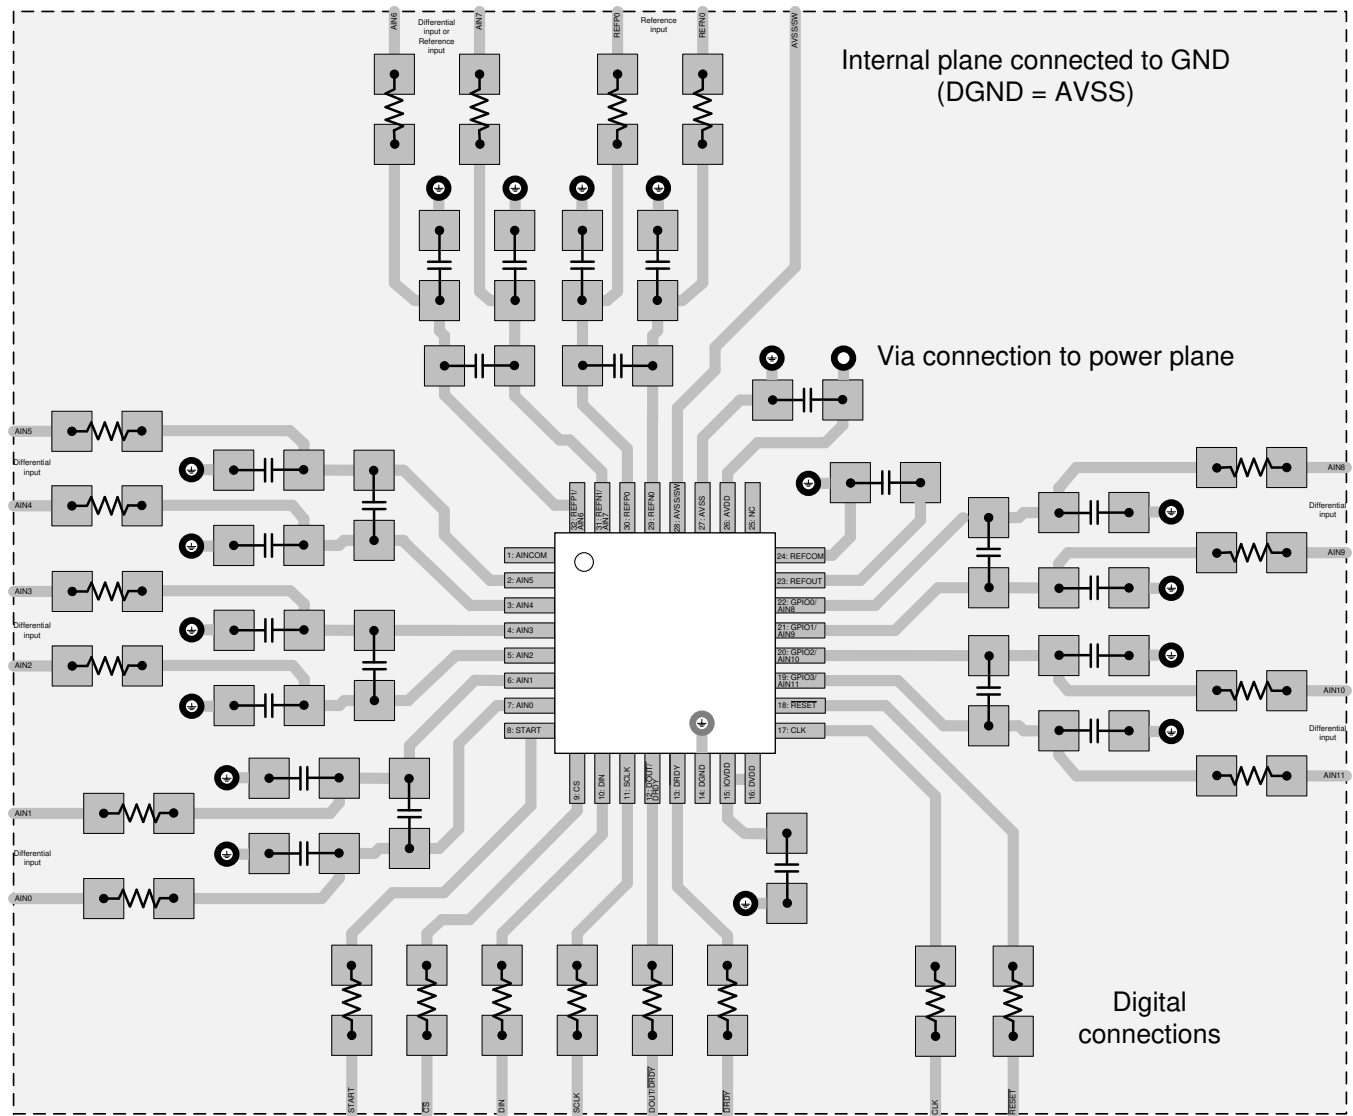 AIN6
Differential
input or
Reference
input
AIN7
REFP0
Reference
input
REFN0
AVSS/SW
Internal plane connected to GND
(DGND = AVSS)
Via connection to power plane
AIN5
Differential
input
AIN4
AIN3
Differential
input
AIN2
AIN1
Differential
input
AIN0
AIN8
Differential
input
AIN9
AIN10
Differential
input
AIN11
32: REFP1/
AIN6
31: REFN1/
AIN7
30: REFP0
29: REFN0
28: AVSS/SW
27: AVSS
26: AVDD
25: NC
1: AINCOM
2: AIN5
3: AIN4
4: AIN3
5: AIN2
6: AIN1
7: AIN0
8: START
24: REFCOM
23: REFOUT
22: GPIO0/
AIN8
21: GPIO1/
AIN9
20: GPIO2/
AIN10
19: GPIO3/
AIN11
18: RESET
17: CLK
9: CS
10: DIN
11: SCLK
12: DOUT/
DRDY
13: DRDY
14: DGND
15: IOVDD
16: DVDD
START
CS
DIN
SCLK
DOUT/DRDY
DRDY
CLK
RESET
Digital
connections